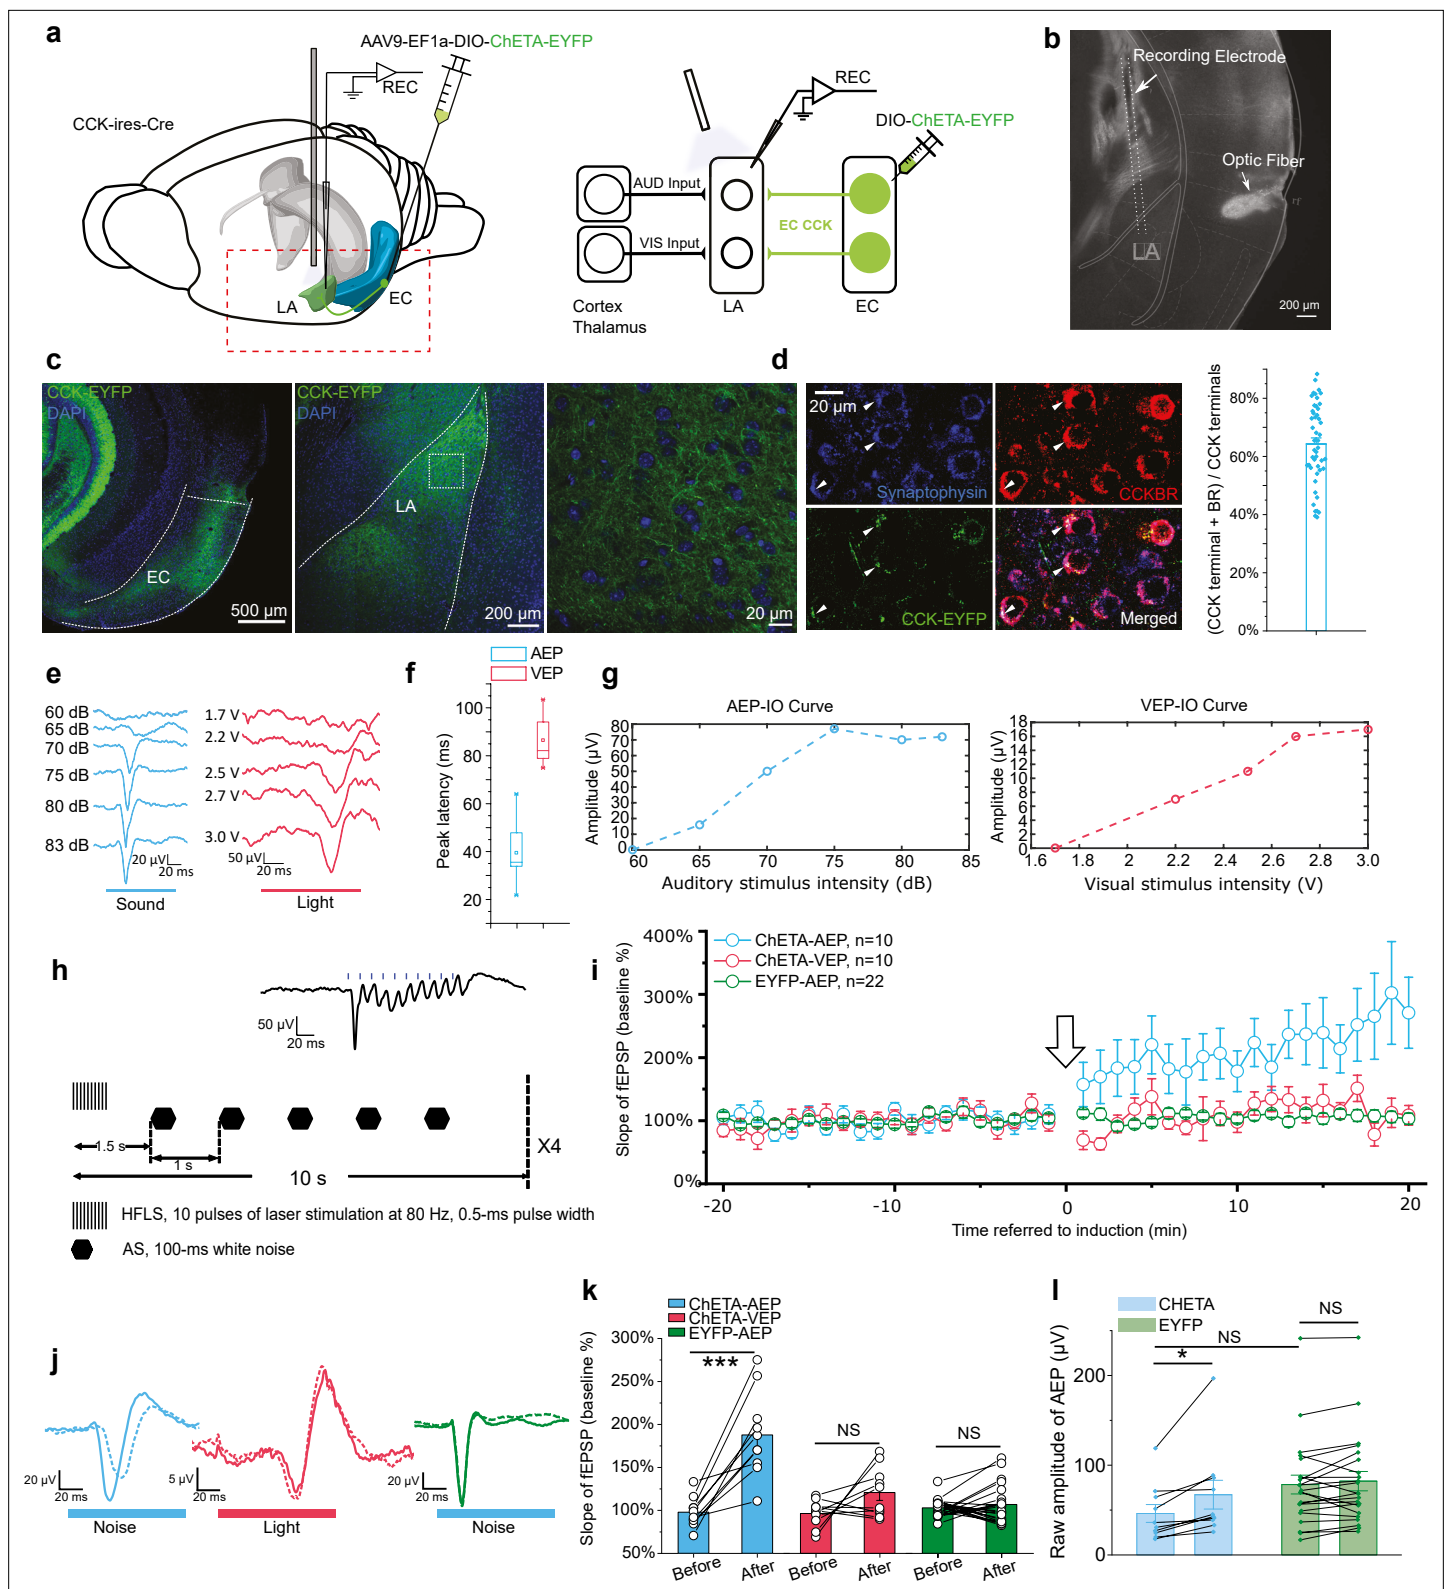 a
AAV9-EF1a-DIO-ChETA-EYFP
REC
CCK-ires-Cre
LA
EC
REC
DIO-ChETA-EYFP
AUD Input
EC CCK
VIS Input
Cortex
Thalamus
LA
EC
b
Recording Electrode
Optic Fiber
rf
LA
200 µm
c
CCK-EYFP
DAPI
EC
500 µm
CCK-EYFP
DAPI
LA
200 µm
20 µm
d
20 µm
Synaptophysin
CCKBR
CCK-EYFP
Merged
(CCK terminal + BR) / CCK terminals
80%
60%
40%
20%
0%
e
60 dB
65 dB
70 dB
75 dB
80 dB
83 dB
20 µV
20 ms
Sound
1.7 V
2.2 V
2.5 V
2.7 V
3.0 V
50 µV
20 ms
Light
f
AEP
VEP
Peak latency (ms)
100
80
60
40
20
g
AEP-IO Curve
Amplitude (µV)
80
70
60
50
40
30
20
10
0
60 65 70 75 80 85
Auditory stimulus intensity (dB)
VEP-IO Curve
Amplitude (µV)
18
16
14
12
10
8
6
4
2
0
1.6 1.8 2 2.2 2.4 2.6 2.8 3.0
Visual stimulus intensity (V)
h
50 µV
20 ms
1.5 s
1 s
10 s
X4
HFLS, 10 pulses of laser stimulation at 80 Hz, 0.5-ms pulse width
AS, 100-ms white noise
i
ChETA-AEP, n=10
ChETA-VEP, n=10
EYFP-AEP, n=22
Slope of fEPSP (baseline %)
400%
300%
200%
100%
0%
-20 -10 0 10 20
Time referred to induction (min)
j
20 µV
20 ms
Noise
5 µV
20 ms
Light
20 µV
20 ms
Noise
k
ChETA-AEP
ChETA-VEP
EYFP-AEP
Slope of fEPSP (baseline %)
300%
250%
200%
150%
100%
50%
***
NS
NS
Before After Before After Before After
l
CHETA
EYFP
NS
NS
*
Raw amplitude of AEP (µV)
200
100
0